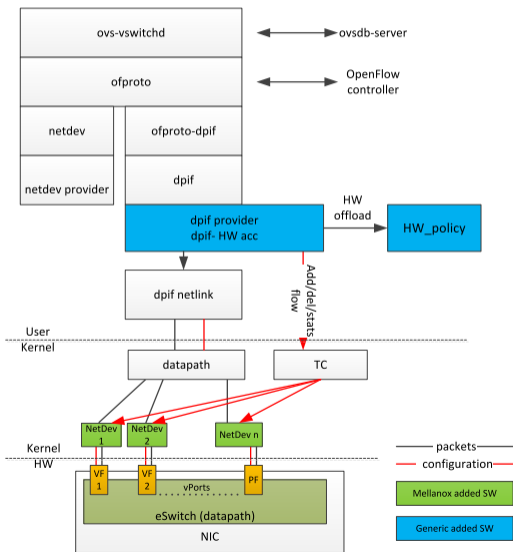 ovs-vswitchd
ovsdb-server
ofproto
OpenFlow
controller
netdev
ofproto-dpif
netdev provider
dpif
dpif provider
dpif- HW acc
HW
offload
HW_policy
dpif netlink
Add/del/stats
flow
User
Kernel
datapath
TC
NetDev
1
NetDev
2
NetDev n
Kernel
HW
VF
1
VF
2
vPorts
PF
eSwitch (datapath)
NIC
packets
configuration
Mellanox added SW
Generic added SW